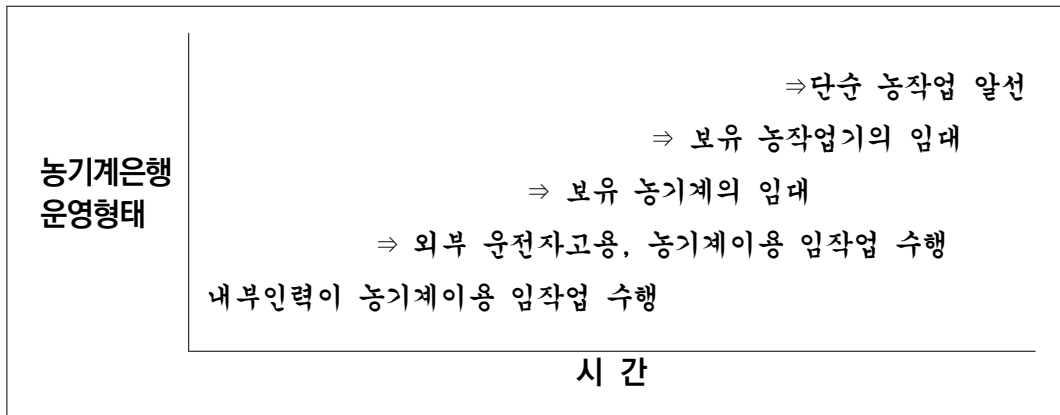 ⇒단순 농작업 알선
⇒ 보유 농작업기의 임대
농기계은행
운영형태
⇒ 보유 농기계의 임대
⇒ 외부 운전자고용, 농기계이용 임작업 수행
내부인력이 농기계이용 임작업 수행
시 간